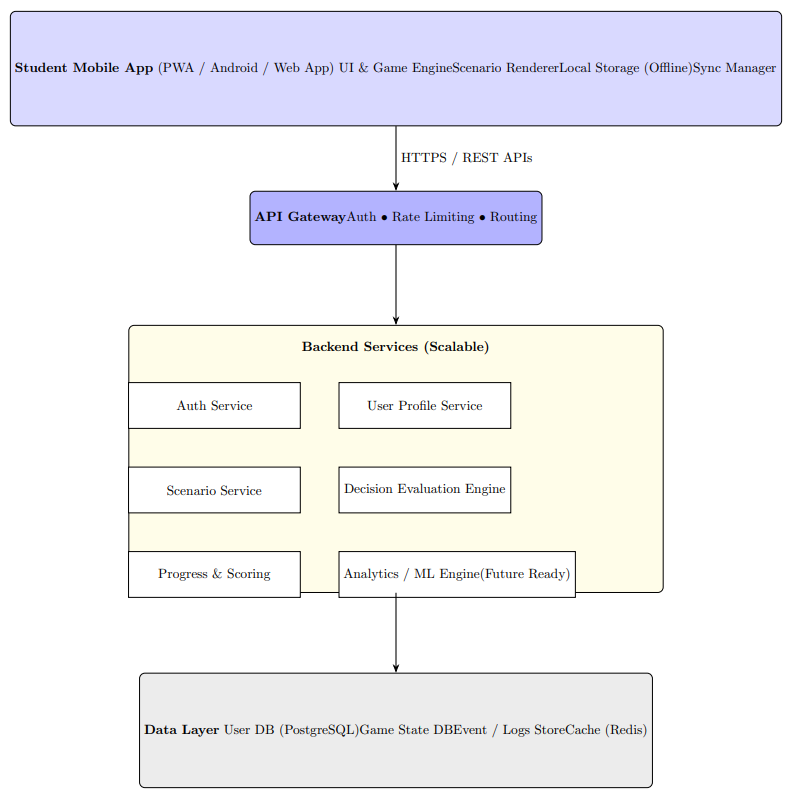 Student Mobile App (PWA / Android / Web App) UI & Game EngineScenario RendererLocal Storage (Offline)Sync Manager
HTTPS / REST APIs
API GatewayAuth • Rate Limiting • Routing
Backend Services (Scalable)
Auth Service
User Profile Service
Scenario Service
Decision Evaluation Engine
Progress & Scoring
Analytics / ML Engine(Future Ready)
Data Layer User DB (PostgreSQL)Game State DBEvent / Logs StoreCache (Redis)